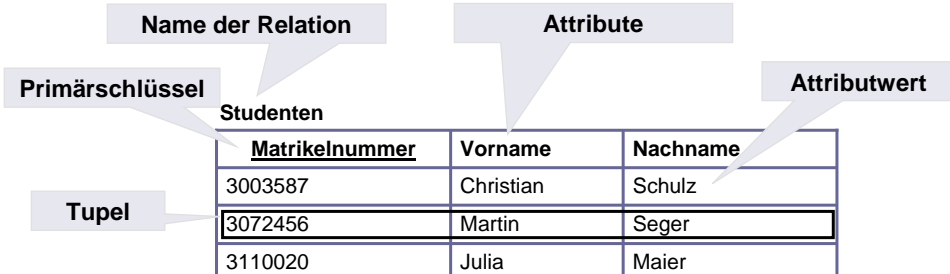 Name der Relation
Attribute
Primärschlüssel
Attributwert
Studenten
Matrikelnummer Vorname Nachname
3003587 Christian Schulz
Tupel
3072456 Martin Seger
3110020 Julia Maier